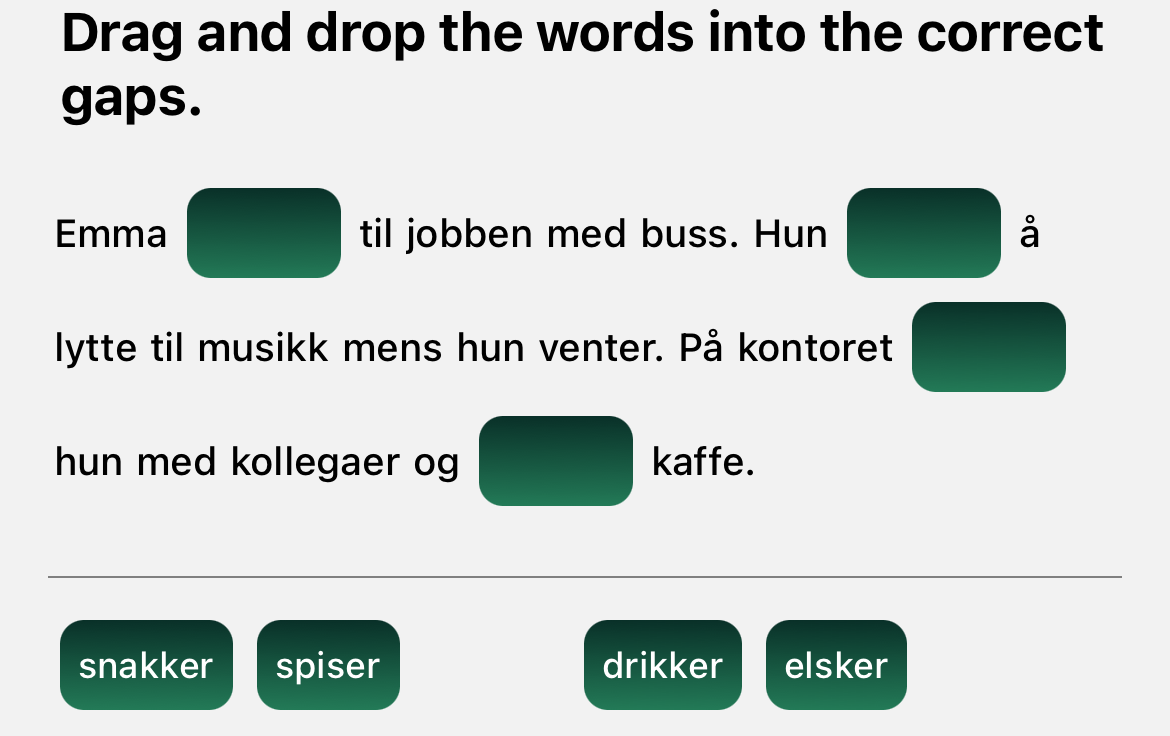 Drag and drop the words into the correct
gaps.
Emma til jobben med buss. Hun å
lytte til musikk mens hun venter. På kontoret
hun med kollegaer og kaffe.
snakker spiser drikker elsker